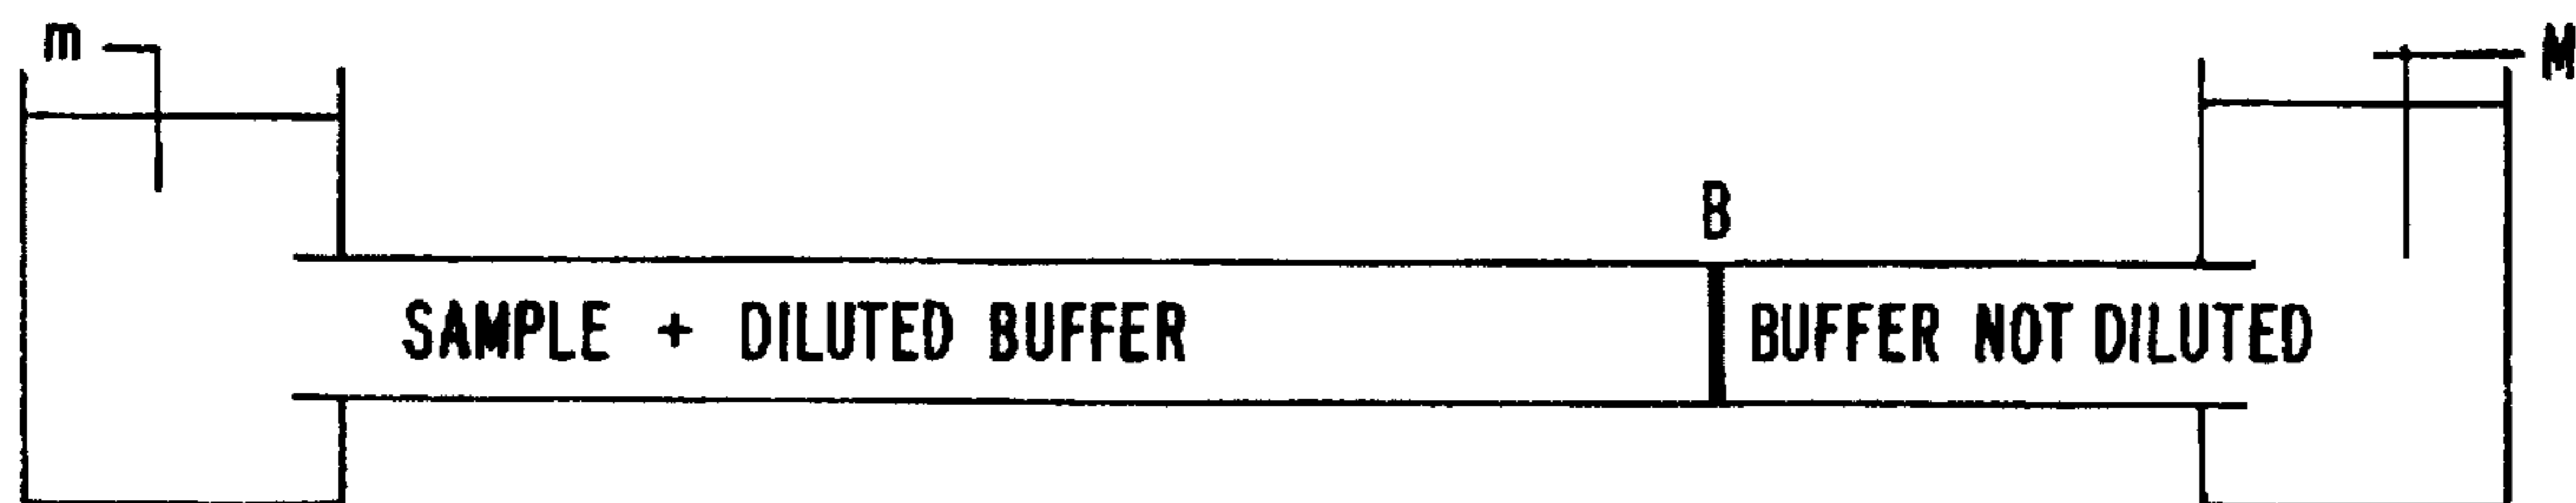 m
M
B
SAMPLE + DILUTED BUFFER
BUFFER NOT DILUTED